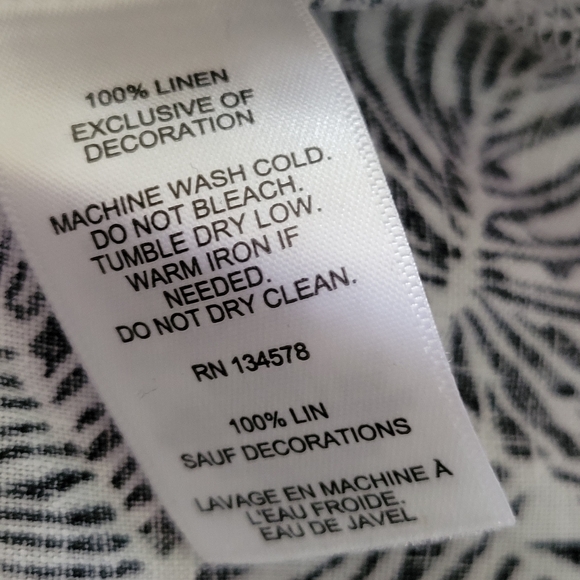 100% LINEN
EXCLUSIVE OF
DECORATION
MACHINE WASH COLD.
DO NOT BLEACH.
TUMBLE DRY LOW.
WARM IRON IF
NEEDED.
DO NOT DRY CLEAN.
RN 134578
100% LIN
SAUF DECORATIONS
LAVAGE EN MACHINE À
L'EAU FROIDE.
EAU DE JAVEL